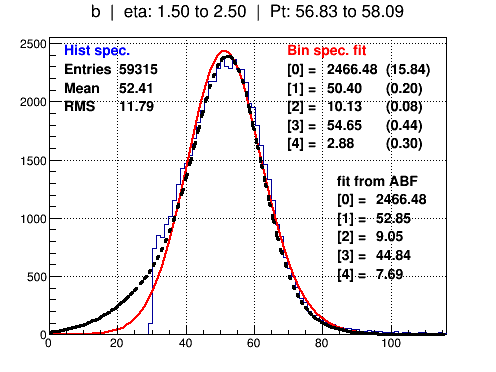 b | eta: 1.50 to 2.50 | Pt: 56.83 to 58.09
Hist spec.
Entries 59315
Mean 52.41
RMS 11.79
Bin spec. fit
[0] = 2466.48 (15.84)
[1] = 50.40 (0.20)
[2] = 10.13 (0.08)
[3] = 54.65 (0.44)
[4] = 2.88 (0.30)
fit from ABF
[0] = 2466.48
[1] = 52.85
[2] = 9.05
[3] = 44.84
[4] = 7.69
2500
2000
1500
1000
500
0
0 20 40 60 80 100